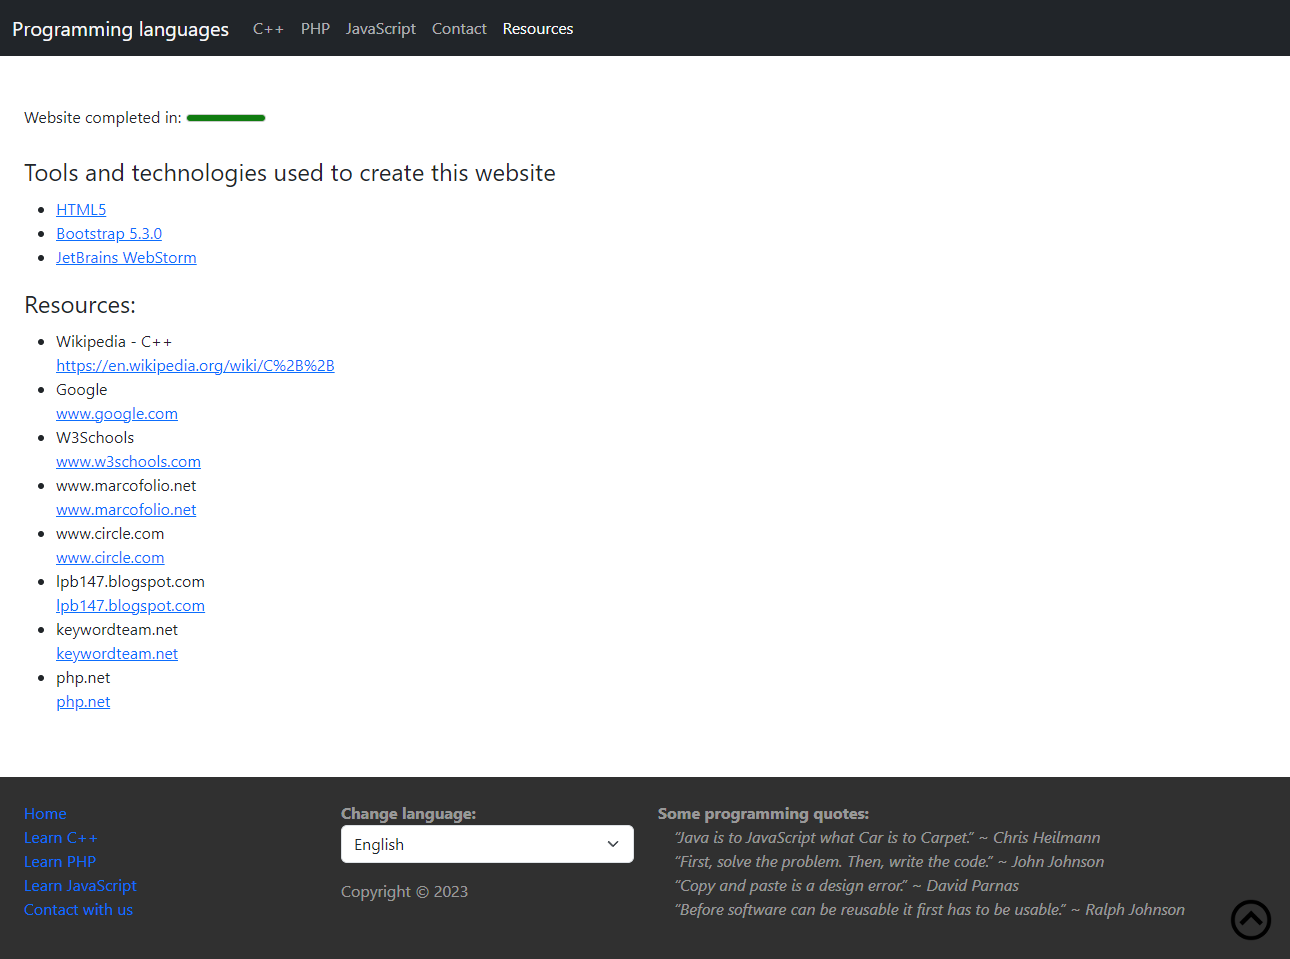 Programming languages C++ PHP JavaScript Contact Resources
Website completed in:
Tools and technologies used to create this website
HTML5
Bootstrap 5.3.0
JetBrains WebStorm
Resources:
Wikipedia - C++
https://en.wikipedia.org/wiki/C%2B%2B
Google
www.google.com
W3Schools
www.w3schools.com
www.marcofolio.net
www.marcofolio.net
www.circle.com
www.circle.com
lpb147.blogspot.com
lpb147.blogspot.com
keywordteam.net
keywordteam.net
php.net
php.net
Home
Learn C++
Learn PHP
Learn JavaScript
Contact with us
Change language:
English
Copyright © 2023
Some programming quotes:
“Java is to JavaScript what Car is to Carpet.” ~ Chris Heilmann
“First, solve the problem. Then, write the code.” ~ John Johnson
“Copy and paste is a design error.” ~ David Parnas
“Before software can be reusable it first has to be usable.” ~ Ralph Johnson